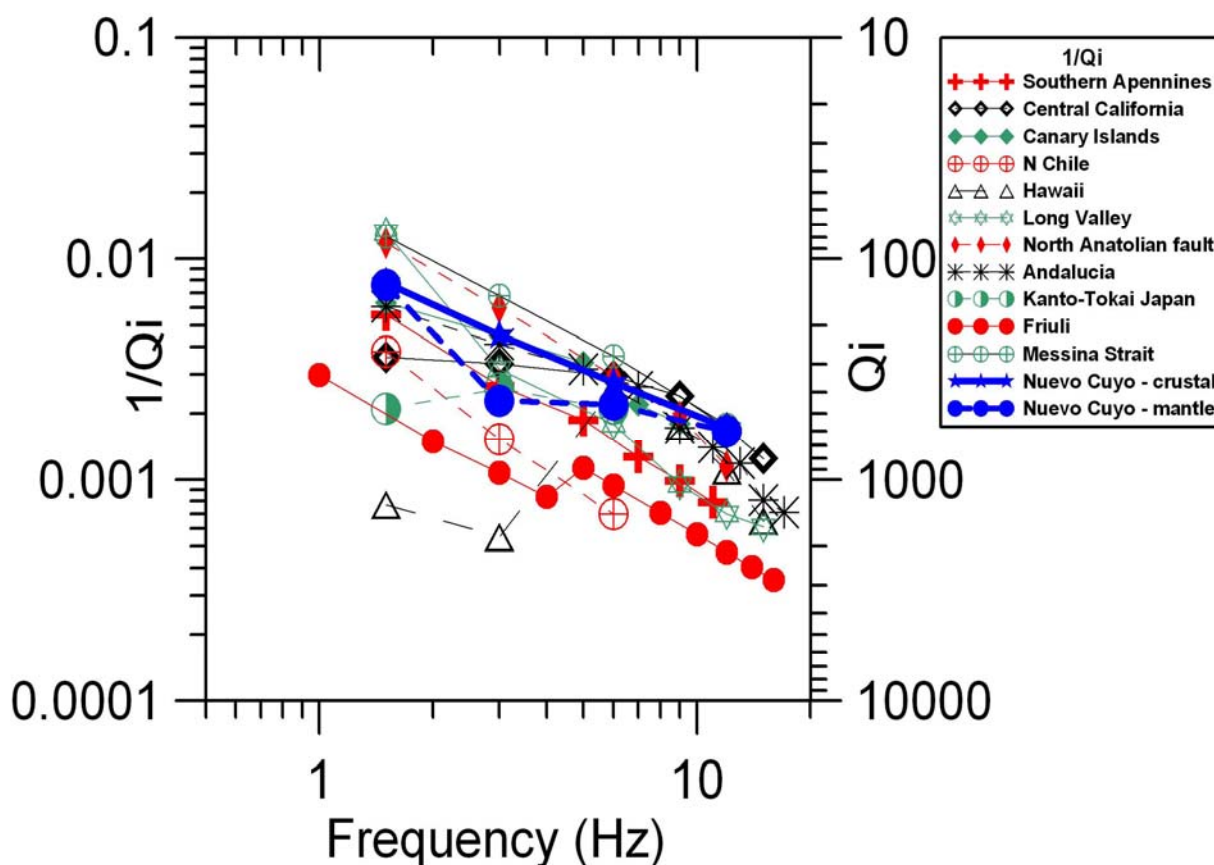 0.1
0.01
0.001
0.0001
1/Qi
10
100
1000
10000
Qi
1
10
Frequency (Hz)
1/Qi
Southern Apennines
Central California
Canary Islands
N Chile
Hawaii
Long Valley
North Anatolian fault
Andalucia
Kanto-Tokai Japan
Friuli
Messina Strait
Nuevo Cuyo - crustal
Nuevo Cuyo - mantle